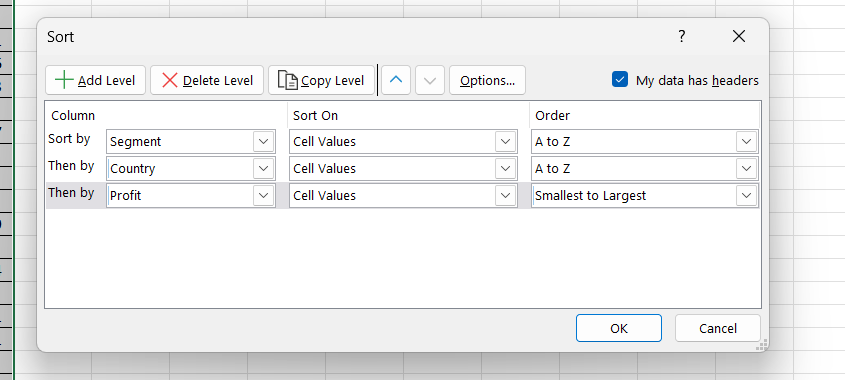 Sort ?
Add Level Delete Level Copy Level Options... My data has headers
Column Sort On Order
Sort by Segment Cell Values A to Z
Then by Country Cell Values A to Z
Then by Profit Cell Values Smallest to Largest
OK Cancel